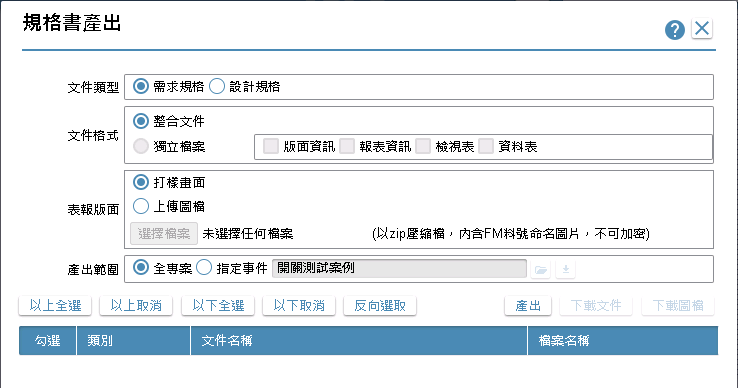 規格書產出
?
文件類型 需求規格 設計規格
文件格式 整合文件
獨立檔案 版面資訊 報表資訊 檢視表 資料表
表報版面 打樣畫面
上傳圖檔
選擇檔案 未選擇任何檔案 (以zip壓縮檔，內含FM料號命名圖片，不可加密)
產出範圍 全專案 指定事件 開關測試案例
以上全選 以上取消 以下全選 以下取消 反向選取 產出 下載文件 下載圖檔
勾選 類別 文件名稱 檔案名稱